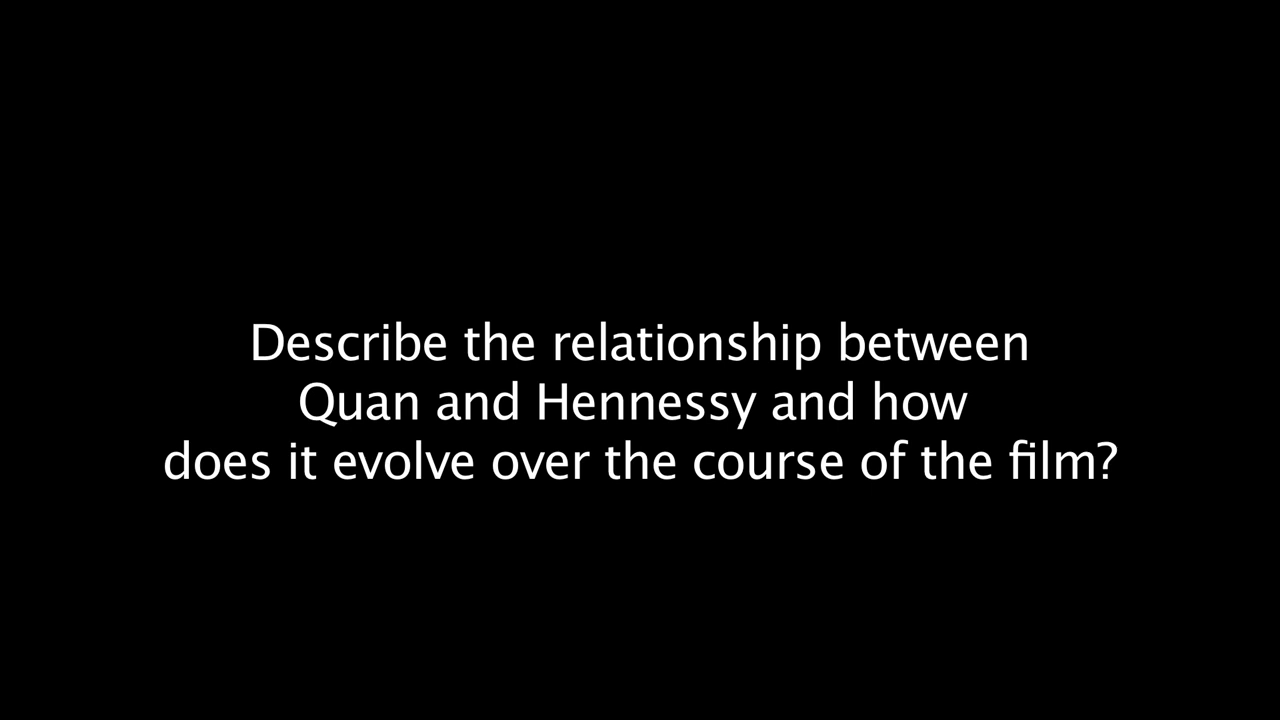 Describe the relationship between
Quan and Hennessy and how
does it evolve over the course of the film?